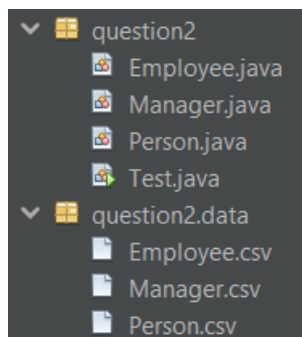 question2
Employee.java
Manager.java
Person.java
Test.java
question2.data
Employee.csv
Manager.csv
Person.csv